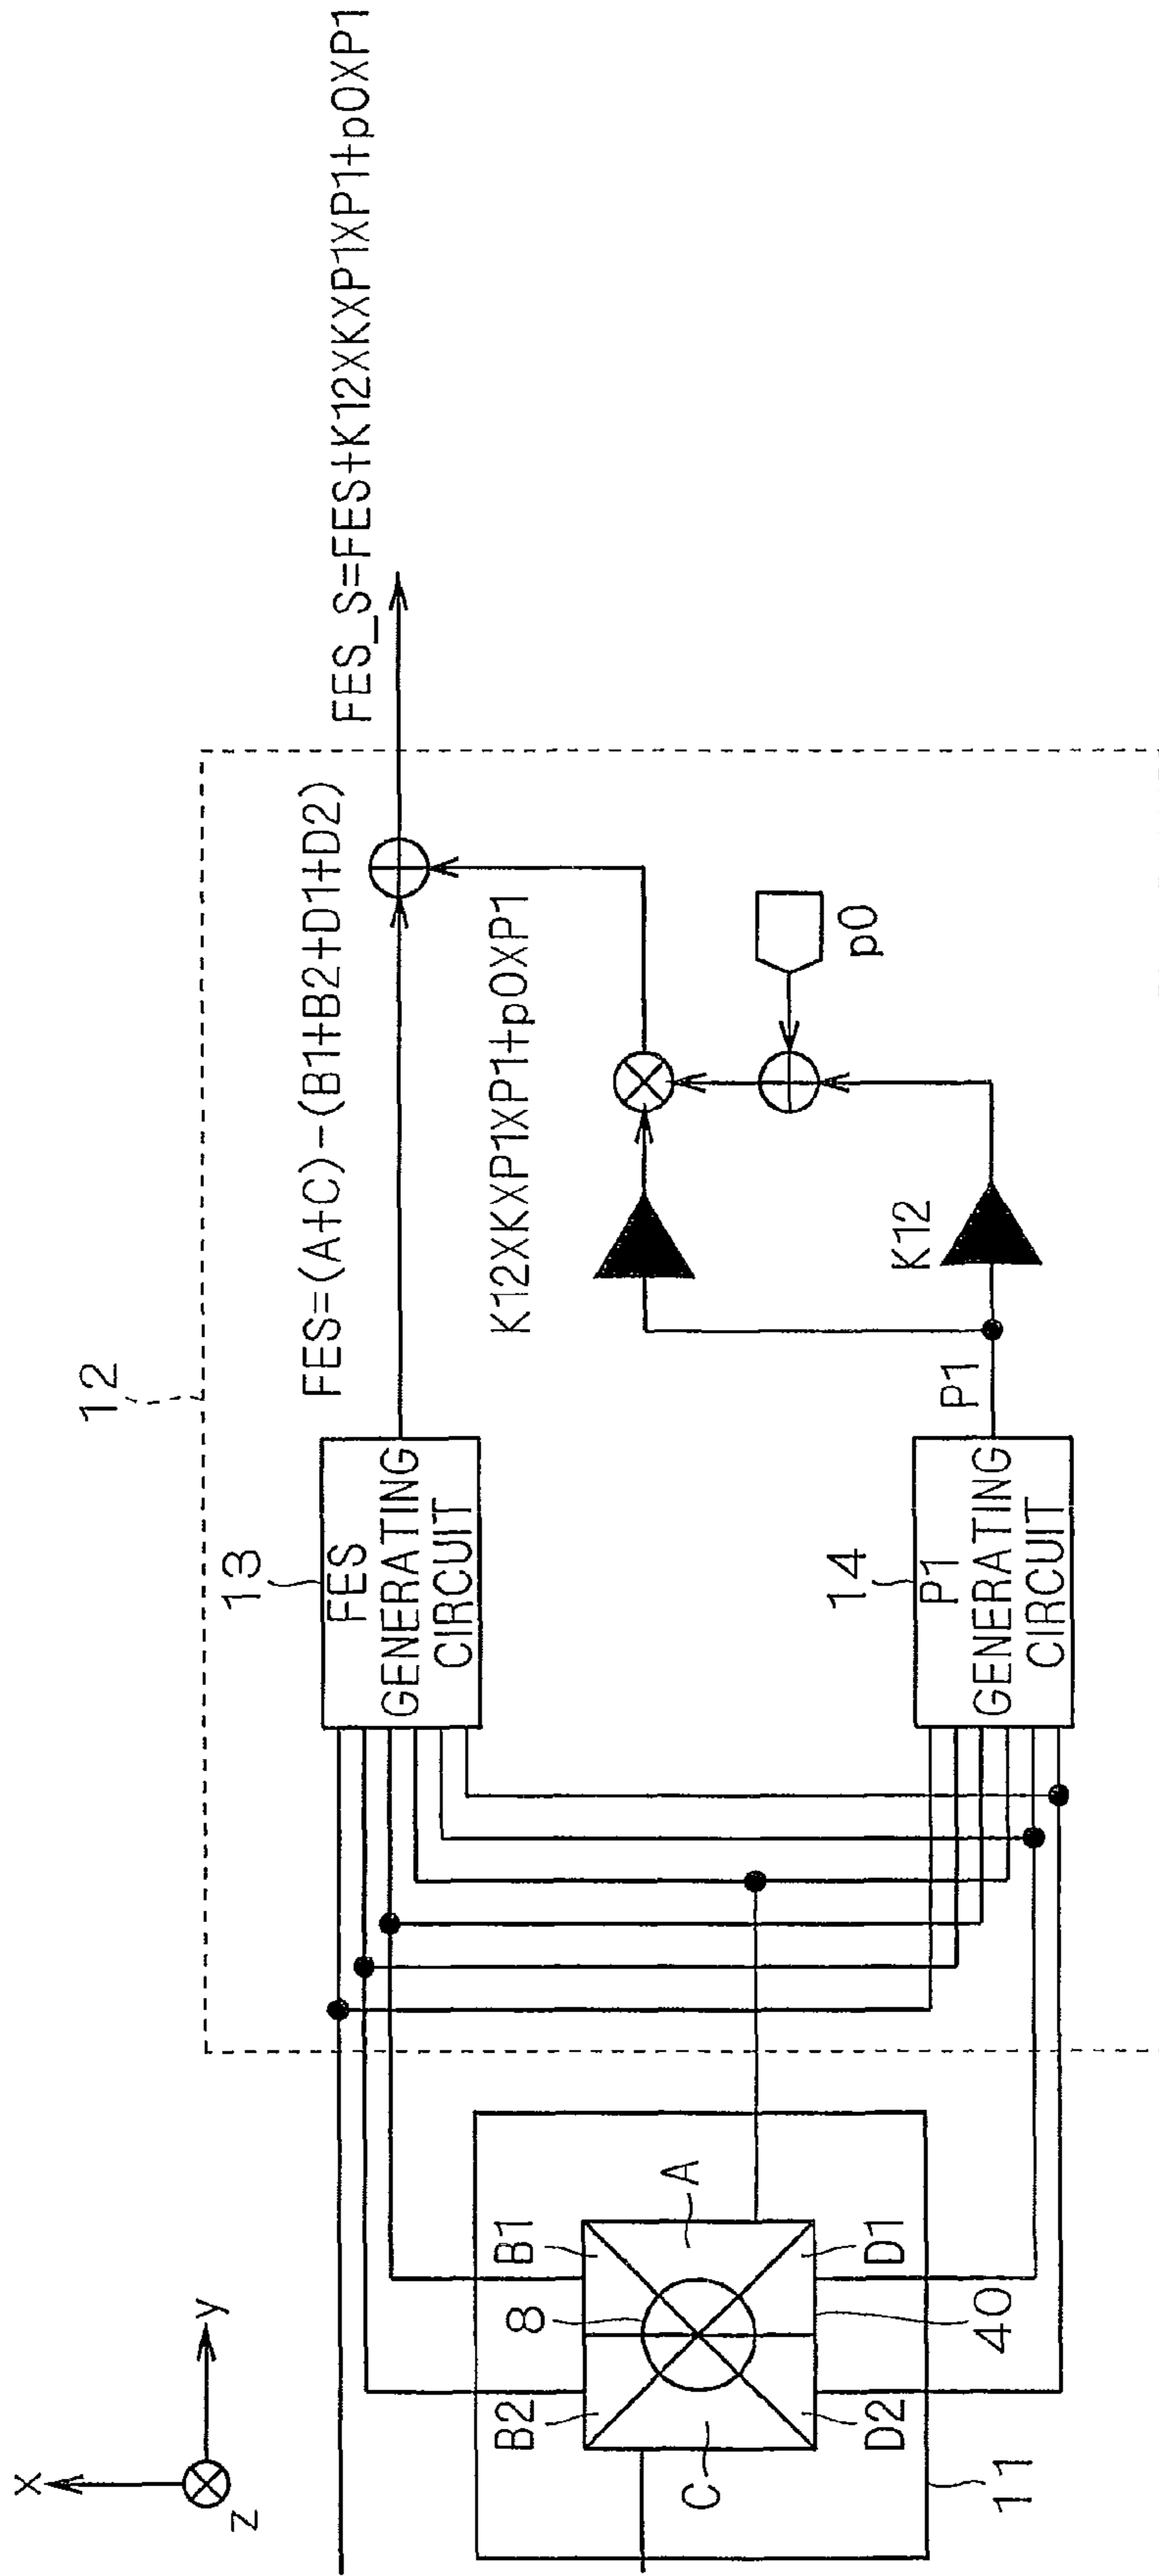 x
y
z
12
13
FES
GENERATING
CIRCUIT
FES=(A+C)-(B1+B2+D1+D2)
FES_S=FES+K12XKXP1XP1+p0XP1
K12XKXP1XP1+p0XP1
p0
K12
P1
14
P1
GENERATING
CIRCUIT
B2
B1
8
A
C
D2
D1
40
11